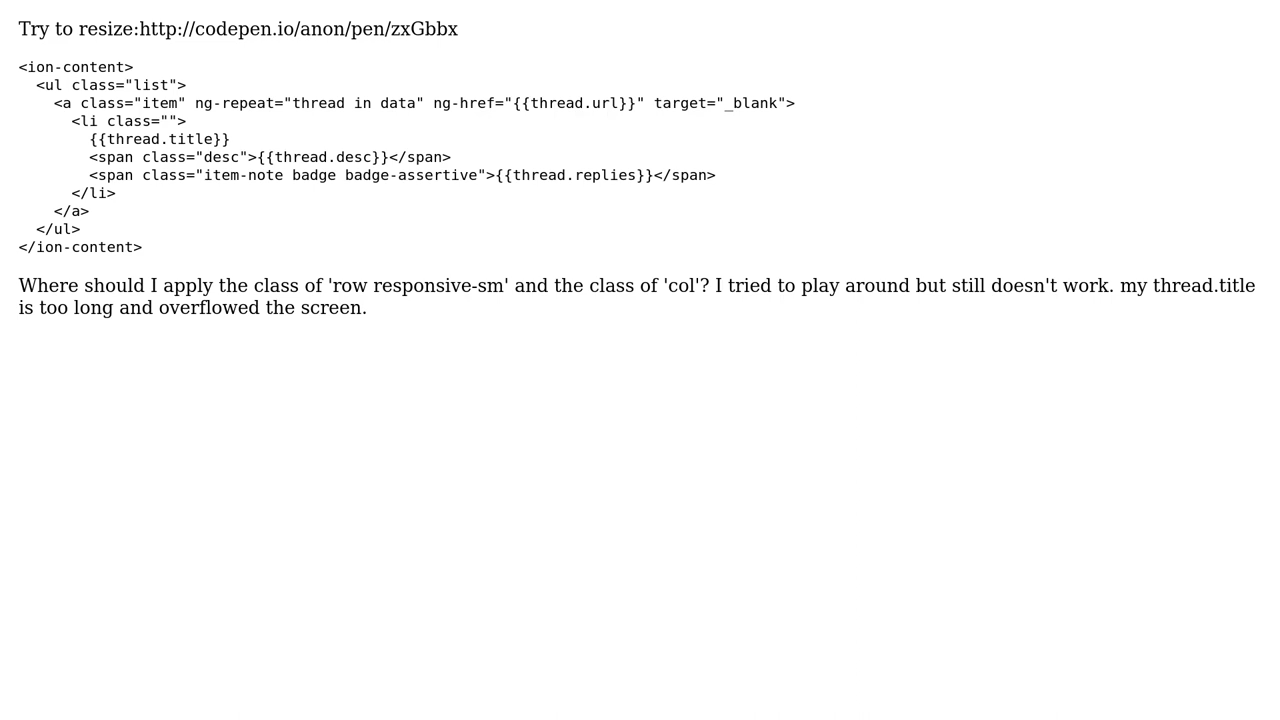 Try to resize:http://codepen.io/anon/pen/zxGbbx
<ion-content>
  <ul class="list">
    <a class="item" ng-repeat="thread in data" ng-href="{{thread.url}}" target="_blank">
      <li class="">
        {{thread.title}}
        <span class="desc">{{thread.desc}}</span>
        <span class="item-note badge badge-assertive">{{thread.replies}}</span>
      </li>
    </a>
  </ul>
</ion-content>
Where should I apply the class of 'row responsive-sm' and the class of 'col'? I tried to play around but still doesn't work. my thread.title
is too long and overflowed the screen.